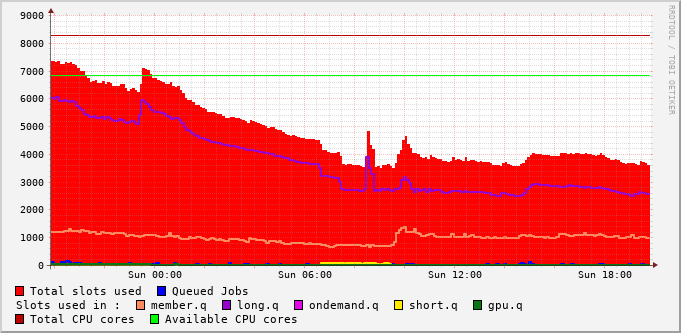 9000
8000
7000
6000
5000
4000
3000
2000
1000
0
Sun 00:00 Sun 06:00 Sun 12:00 Sun 18:00
RRDTOOL / TOBI OETIKER
Total slots used Queued Jobs
Slots used in : member.q long.q ondemand.q short.q gpu.q
Total CPU cores Available CPU cores